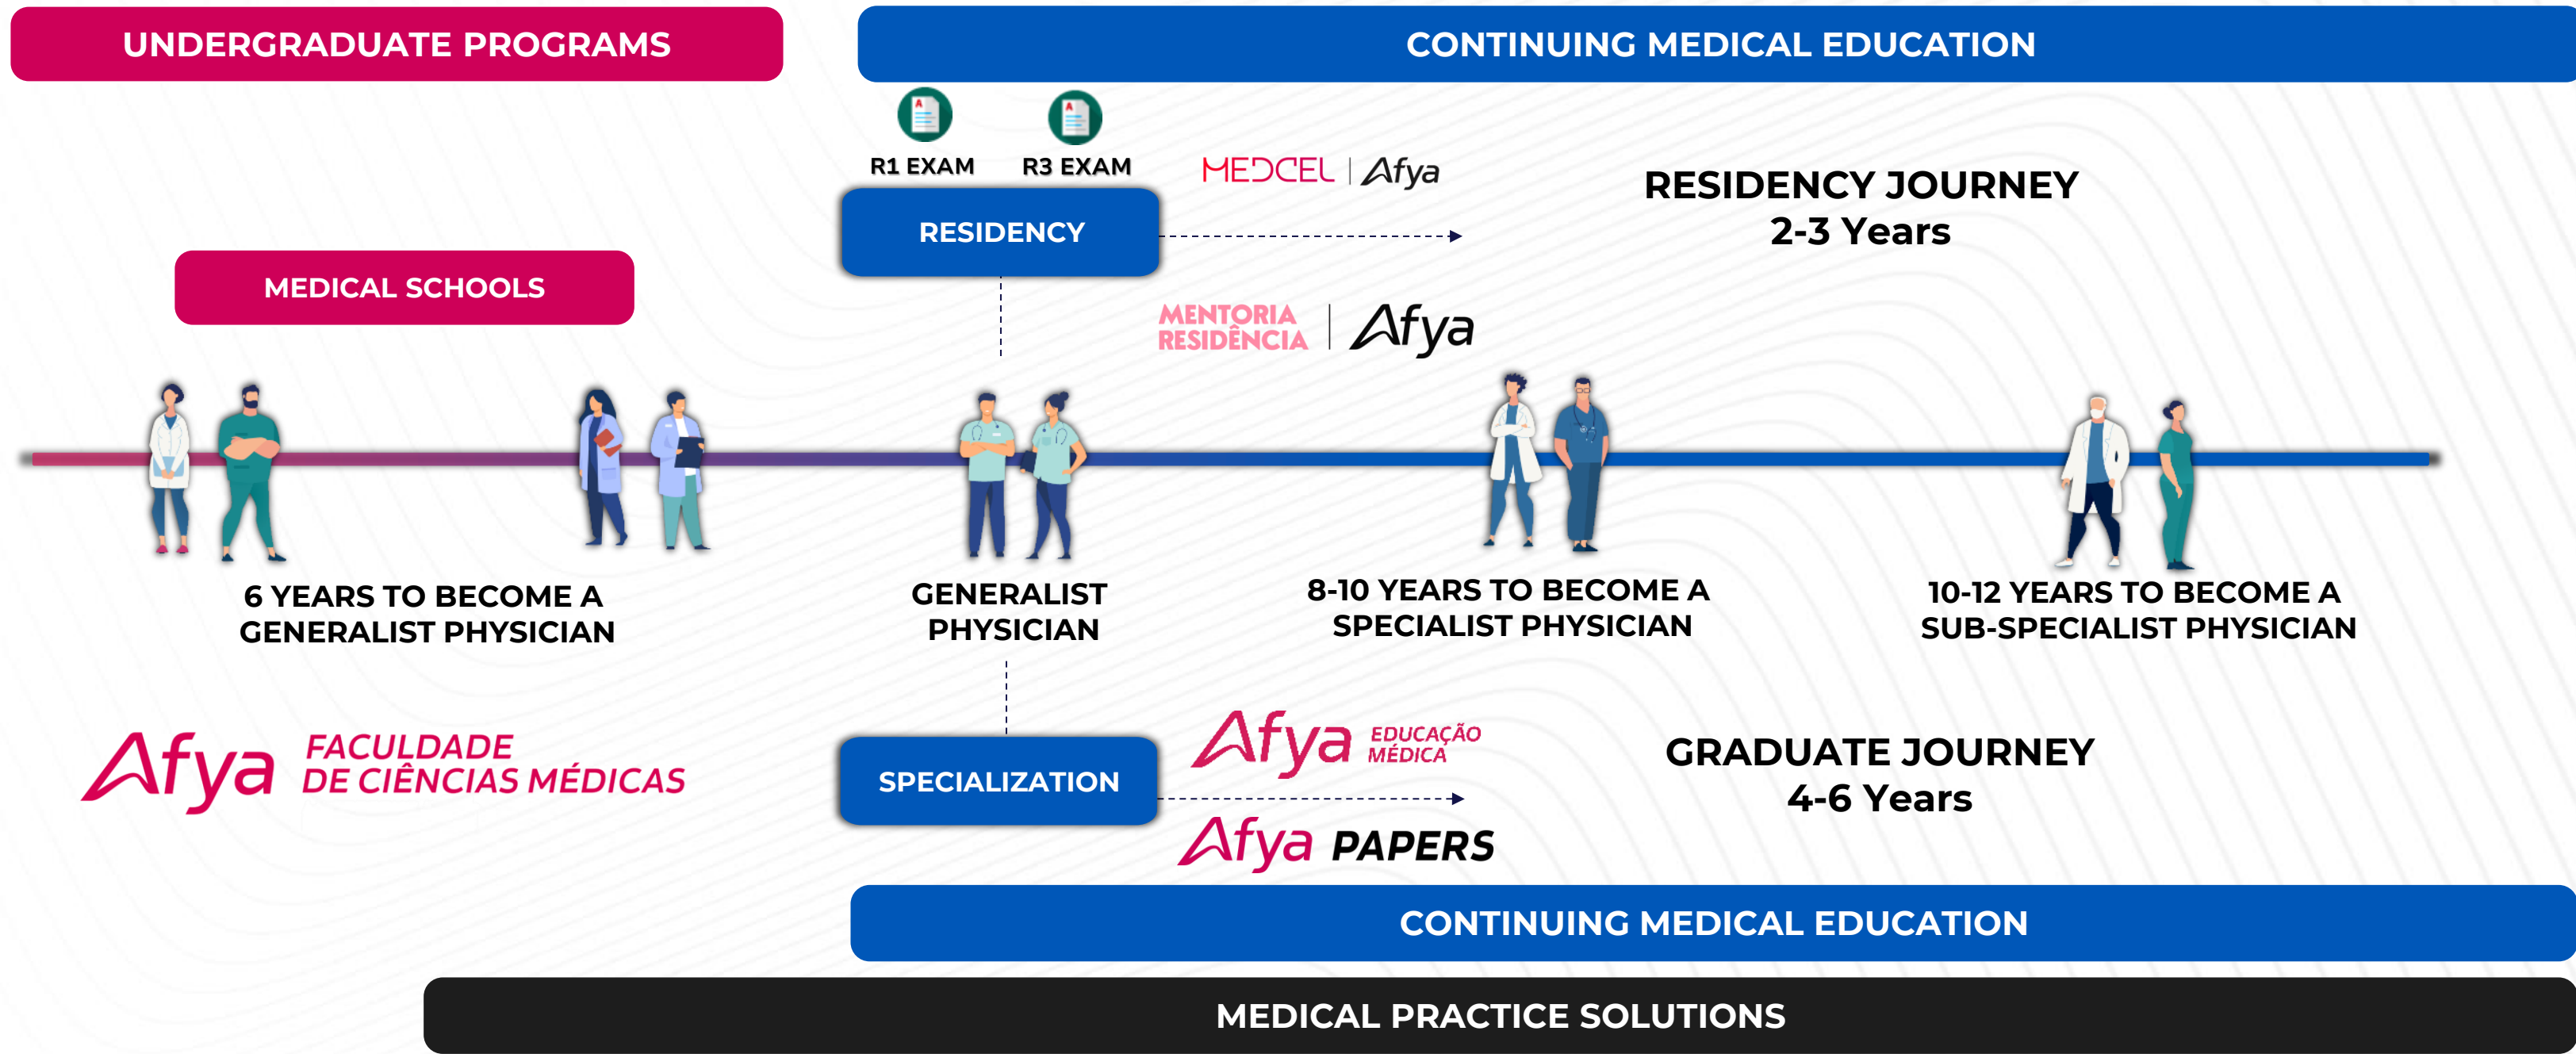 UNDERGRADUATE PROGRAMS
CONTINUING MEDICAL EDUCATION
R1 EXAM
R3 EXAM
MEDCEL | Afya
RESIDENCY
RESIDENCY JOURNEY
2-3 Years
MEDICAL SCHOOLS
MENTORIA
RESIDÊNCIA | Afya
6 YEARS TO BECOME A
GENERALIST PHYSICIAN
GENERALIST
PHYSICIAN
8-10 YEARS TO BECOME A
SPECIALIST PHYSICIAN
10-12 YEARS TO BECOME A
SUB-SPECIALIST PHYSICIAN
Afya FACULDADE
DE CIÊNCIAS MÉDICAS
SPECIALIZATION
Afya EDUCAÇÃO
MÉDICA
Afya PAPERS
GRADUATE JOURNEY
4-6 Years
CONTINUING MEDICAL EDUCATION
MEDICAL PRACTICE SOLUTIONS